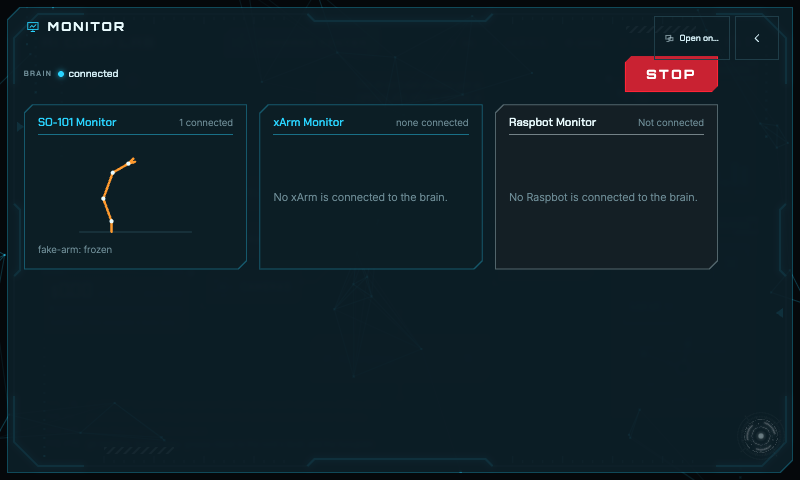 MONITOR
Open on...
BRAIN connected
STOP
SO-101 Monitor 1 connected
xArm Monitor none connected
Raspbot Monitor Not connected
No xArm is connected to the brain.
No Raspbot is connected to the brain.
fake-arm: frozen